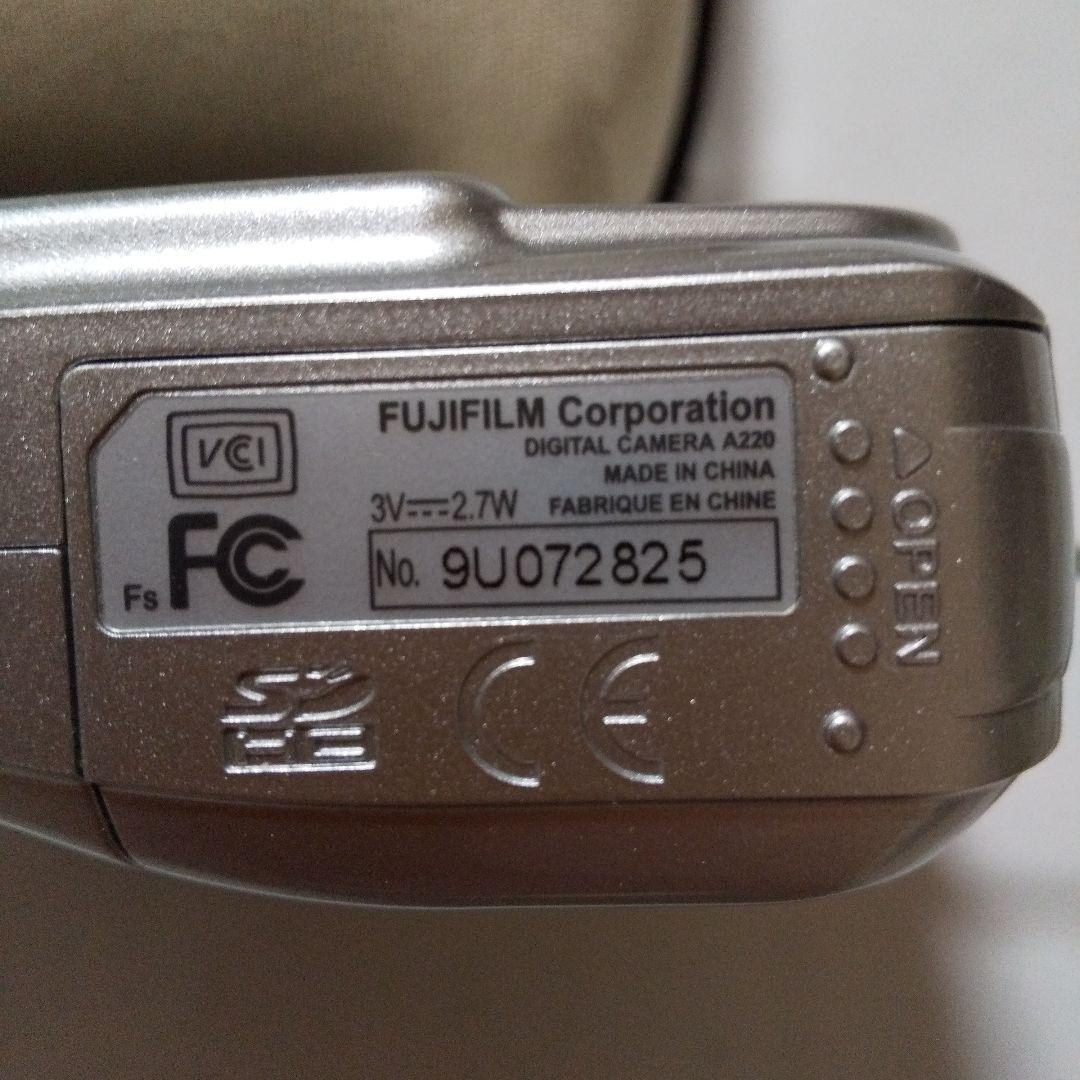 VCCI
FUJIFILM Corporation
DIGITAL CAMERA A220
MADE IN CHINA
3V⎓2.7W FABRIQUE EN CHINE
Fs FC
No. 9U072825
SD
HC
CE
△OPEN